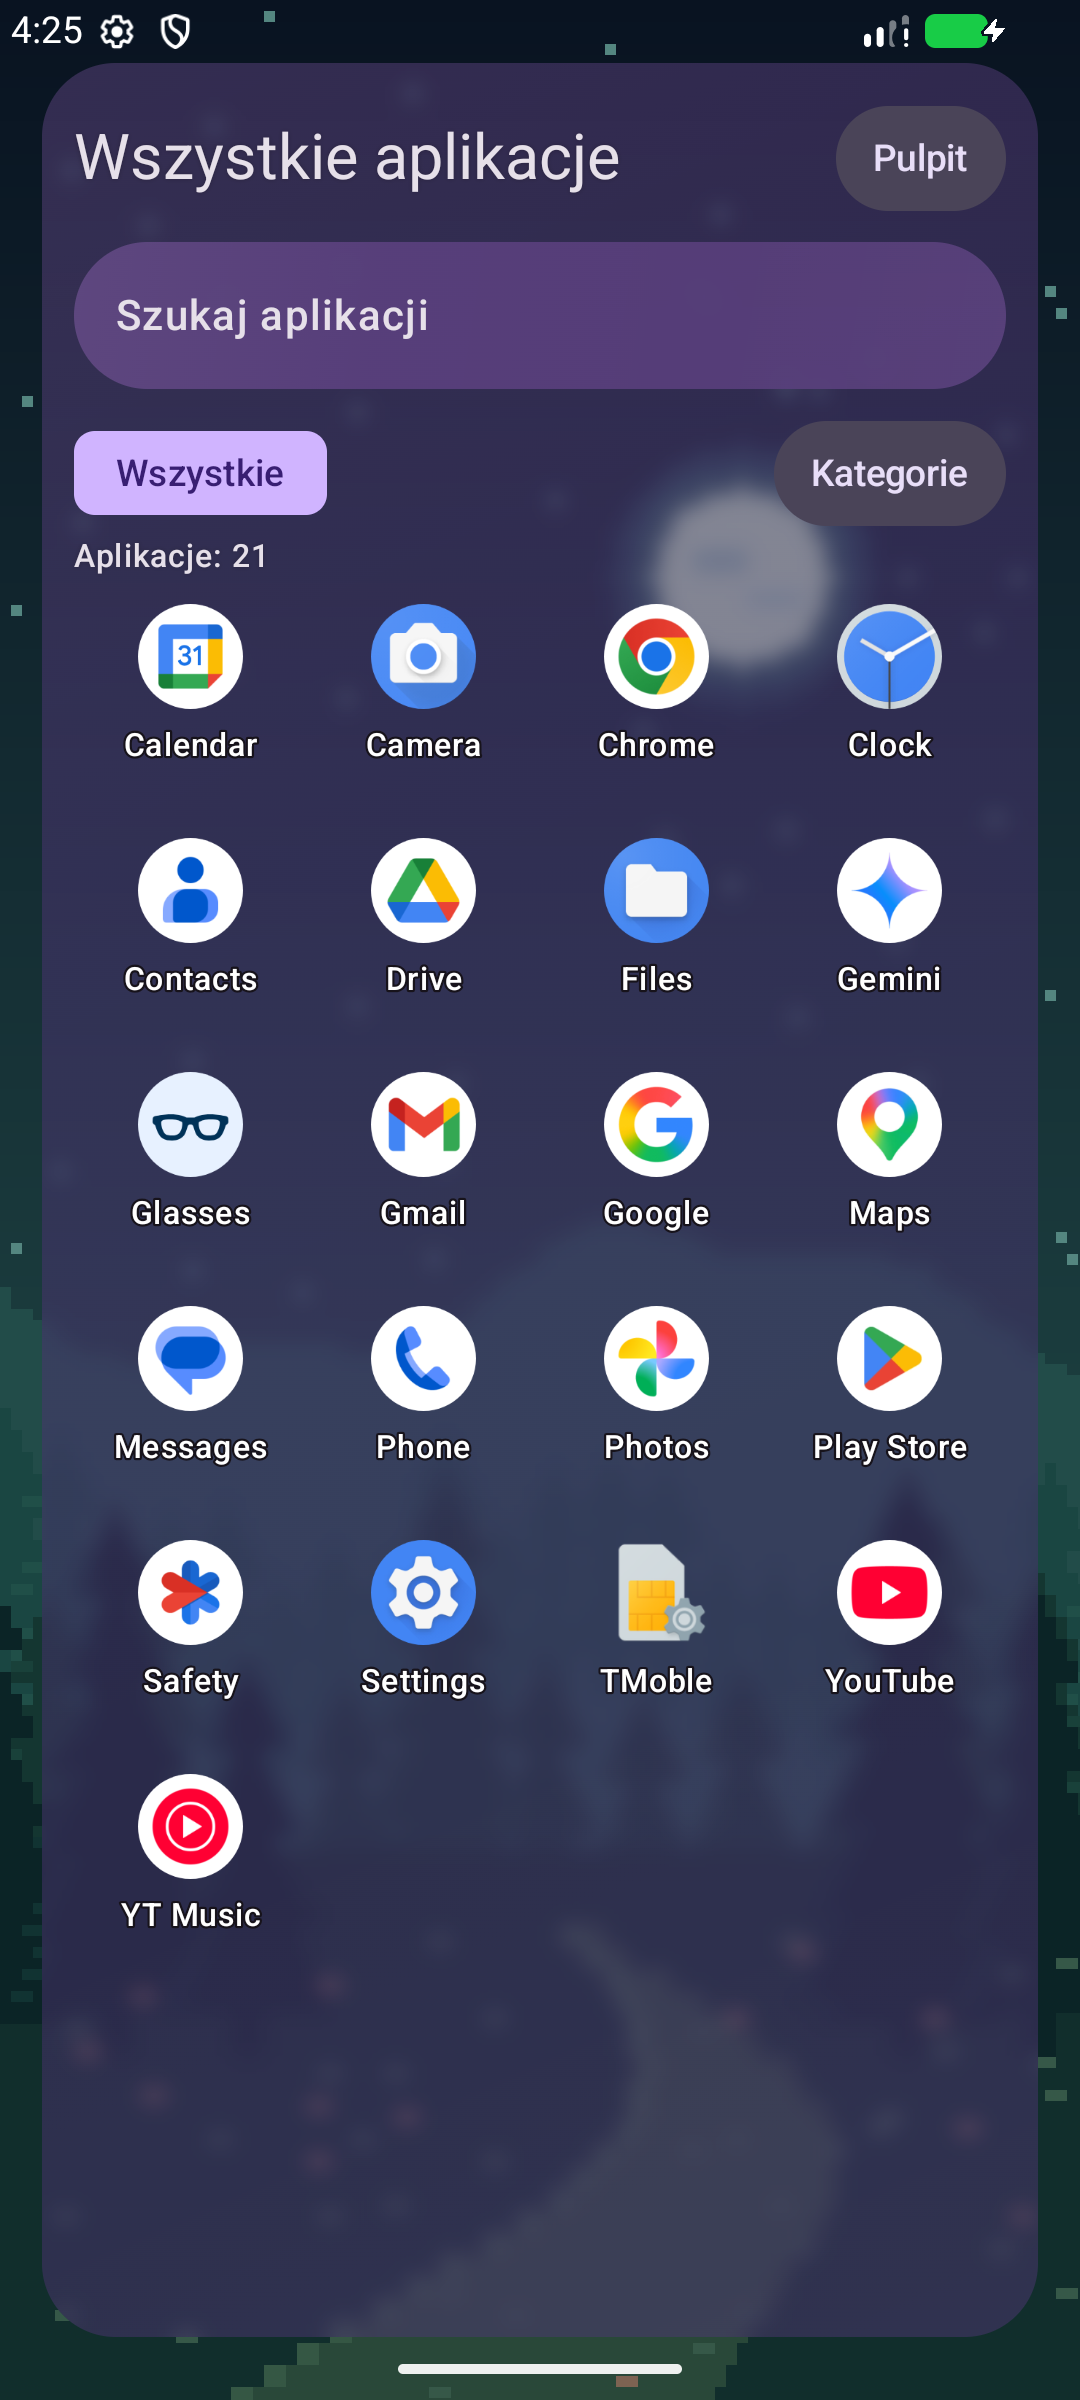 4:25
Wszystkie aplikacje
Pulpit
Szukaj aplikacji
Wszystkie
Kategorie
Aplikacje: 21
31
Calendar
Camera
Chrome
Clock
Contacts
Drive
Files
Gemini
Glasses
Gmail
Google
Maps
Messages
Phone
Photos
Play Store
Safety
Settings
TMoble
YouTube
YT Music